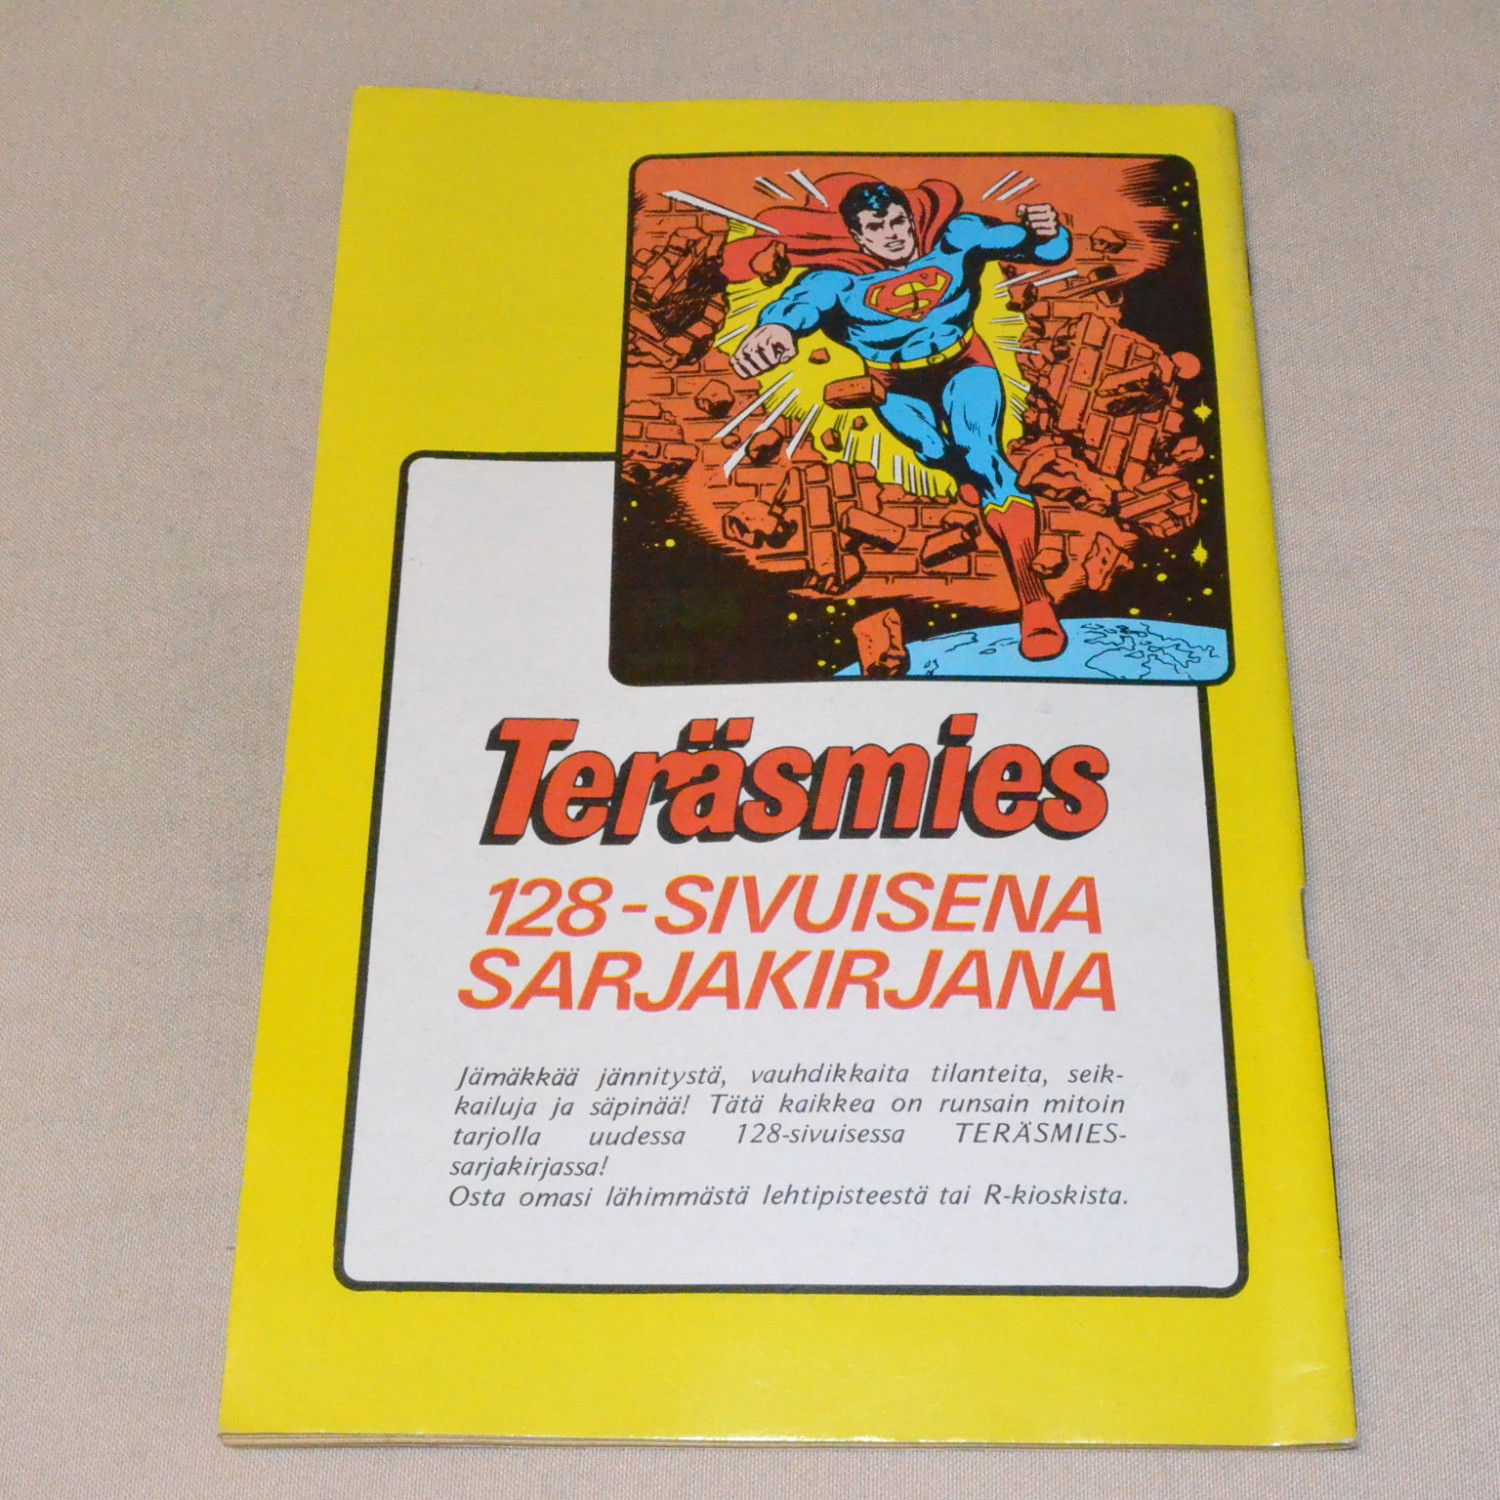 Teräsmies
128-SIVUISENA
SARJAKIRJANA
Jämäkkää jännitystä, vauhdikkaita tilanteita, seik-
kailuja ja säpinää! Tätä kaikkea on runsain mitoin
tarjolla uudessa 128-sivuisessa TERÄSMIES-
sarjakirjassa!
Osta omasi lähimmästä lehtipisteestä tai R-kioskista.